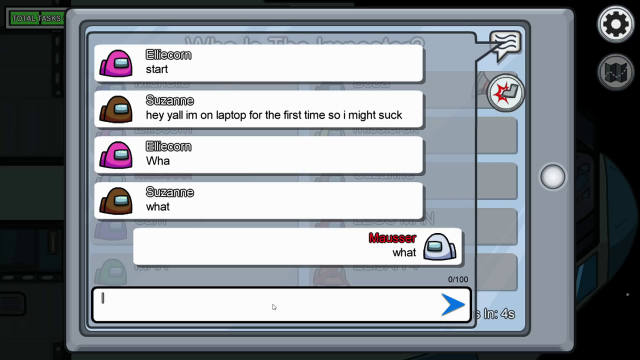 TOTAL TASKS
Who Is The Impostor?
Elliecorn
start
Suzanne
hey yall im on laptop for the first time so i might suck
Elliecorn
Wha
Suzanne
what
Mausser
what
0/100
s In: 4s